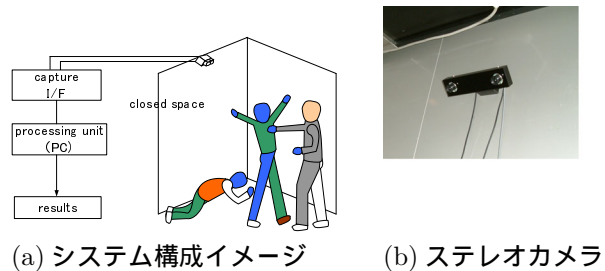 capture
I/F
closed space
processing unit
(PC)
results
(a) システム構成イメージ
(b) ステレオカメラ